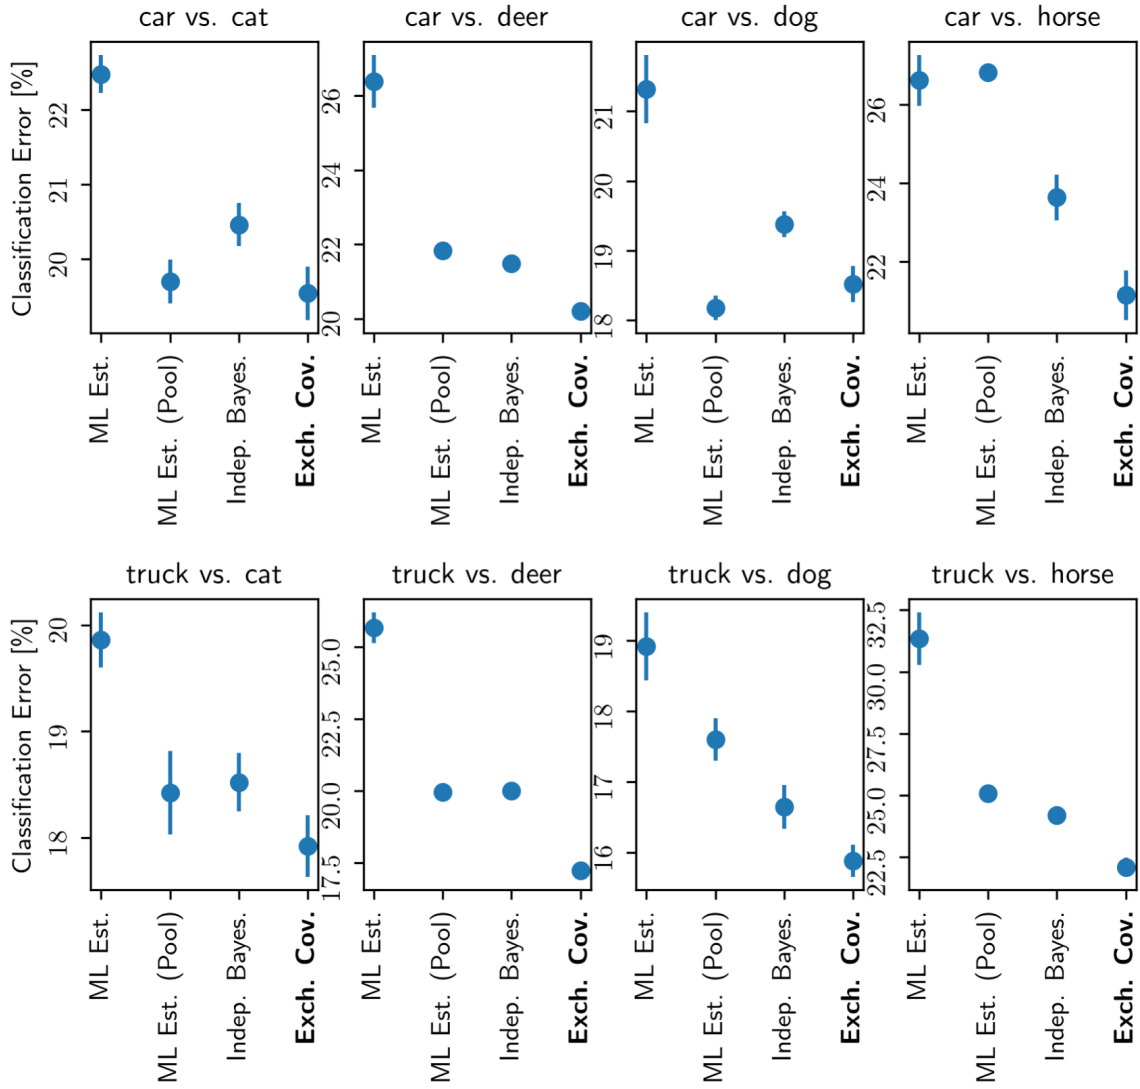 car vs. cat
car vs. deer
car vs. dog
car vs. horse
Classification Error [%]
22
21
20
26
24
22
20
21
20
19
18
26
24
22
ML Est.
ML Est. (Pool)
Indep. Bayes.
Exch. Cov.
ML Est.
ML Est. (Pool)
Indep. Bayes.
Exch. Cov.
ML Est.
ML Est. (Pool)
Indep. Bayes.
Exch. Cov.
ML Est.
ML Est. (Pool)
Indep. Bayes.
Exch. Cov.
truck vs. cat
truck vs. deer
truck vs. dog
truck vs. horse
Classification Error [%]
20
19
18
25.0
22.5
20.0
17.5
19
18
17
16
32.5
30.0
27.5
25.0
22.5
ML Est.
ML Est. (Pool)
Indep. Bayes.
Exch. Cov.
ML Est.
ML Est. (Pool)
Indep. Bayes.
Exch. Cov.
ML Est.
ML Est. (Pool)
Indep. Bayes.
Exch. Cov.
ML Est.
ML Est. (Pool)
Indep. Bayes.
Exch. Cov.